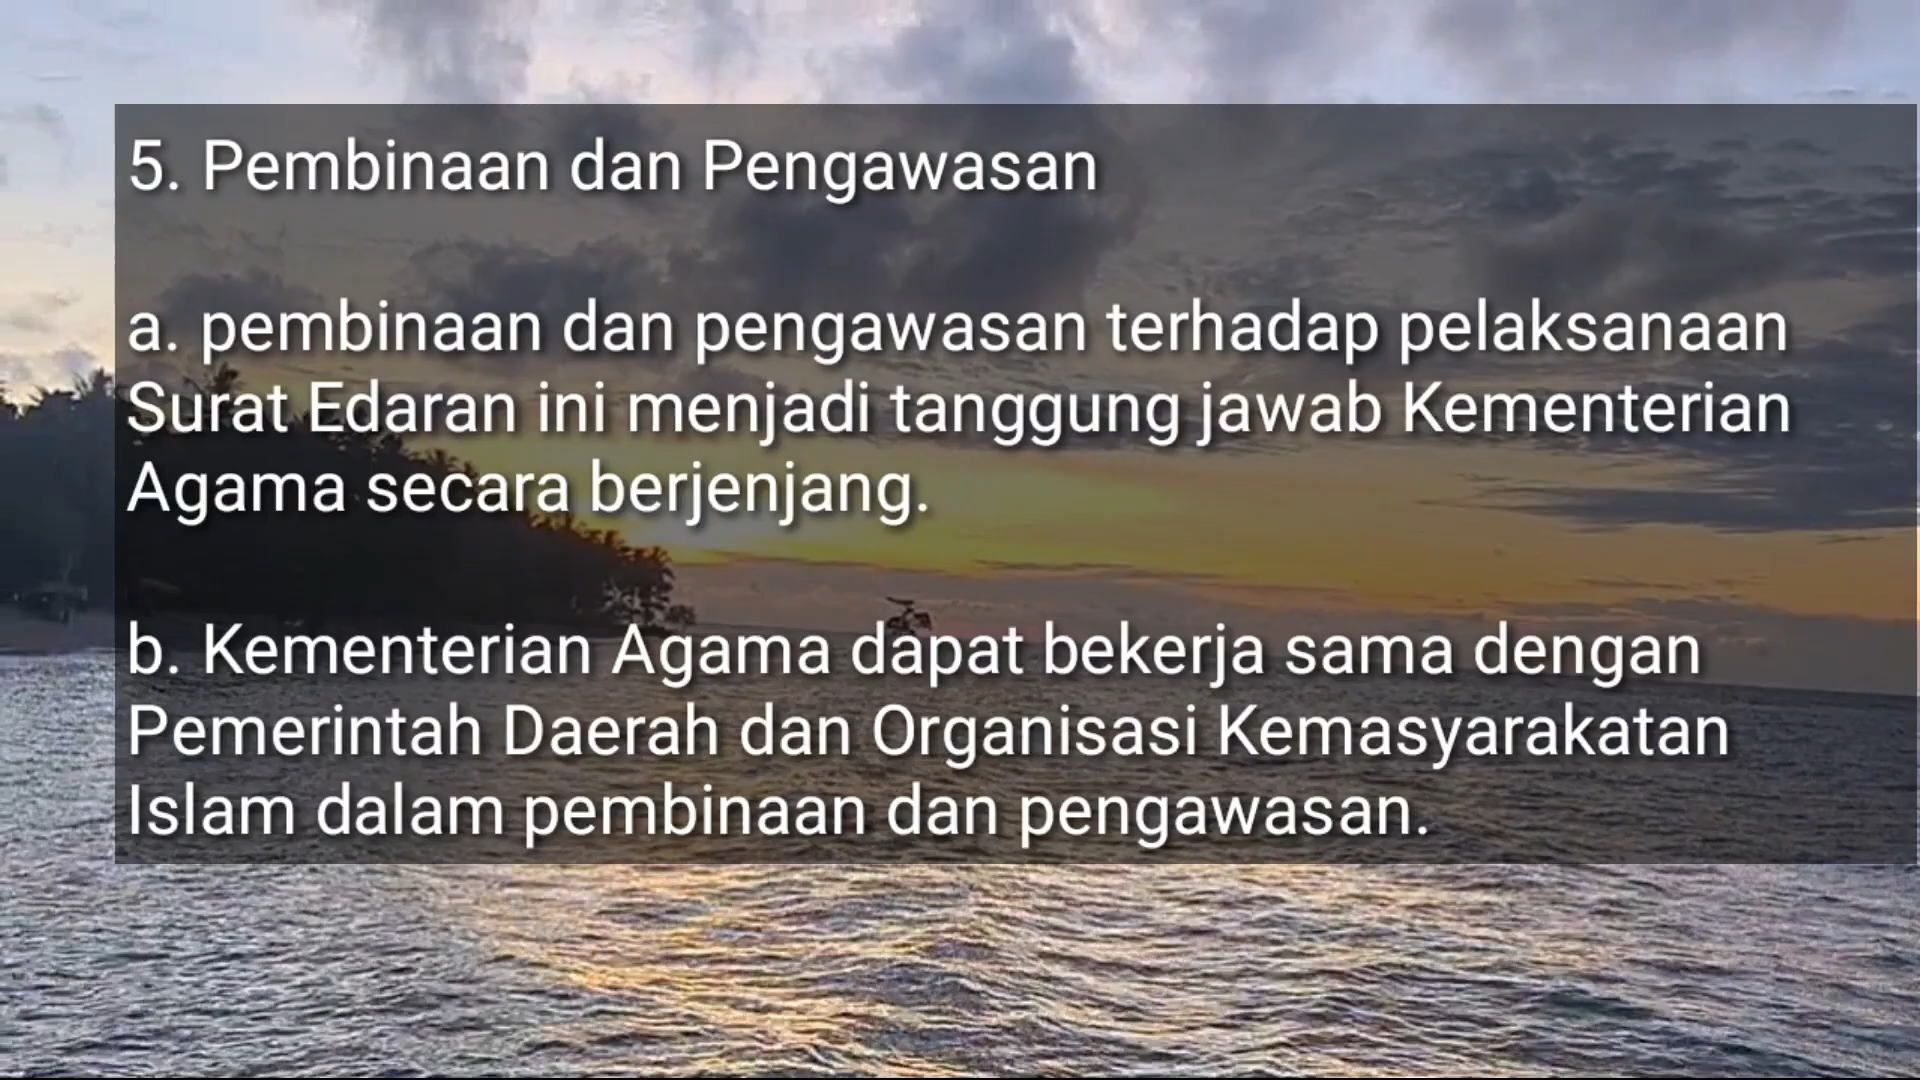 5. Pembinaan dan Pengawasan
a. pembinaan dan pengawasan terhadap pelaksanaan
Surat Edaran ini menjadi tanggung jawab Kementerian
Agama secara berjenjang.
b. Kementerian Agama dapat bekerja sama dengan
Pemerintah Daerah dan Organisasi Kemasyarakatan
Islam dalam pembinaan dan pengawasan.